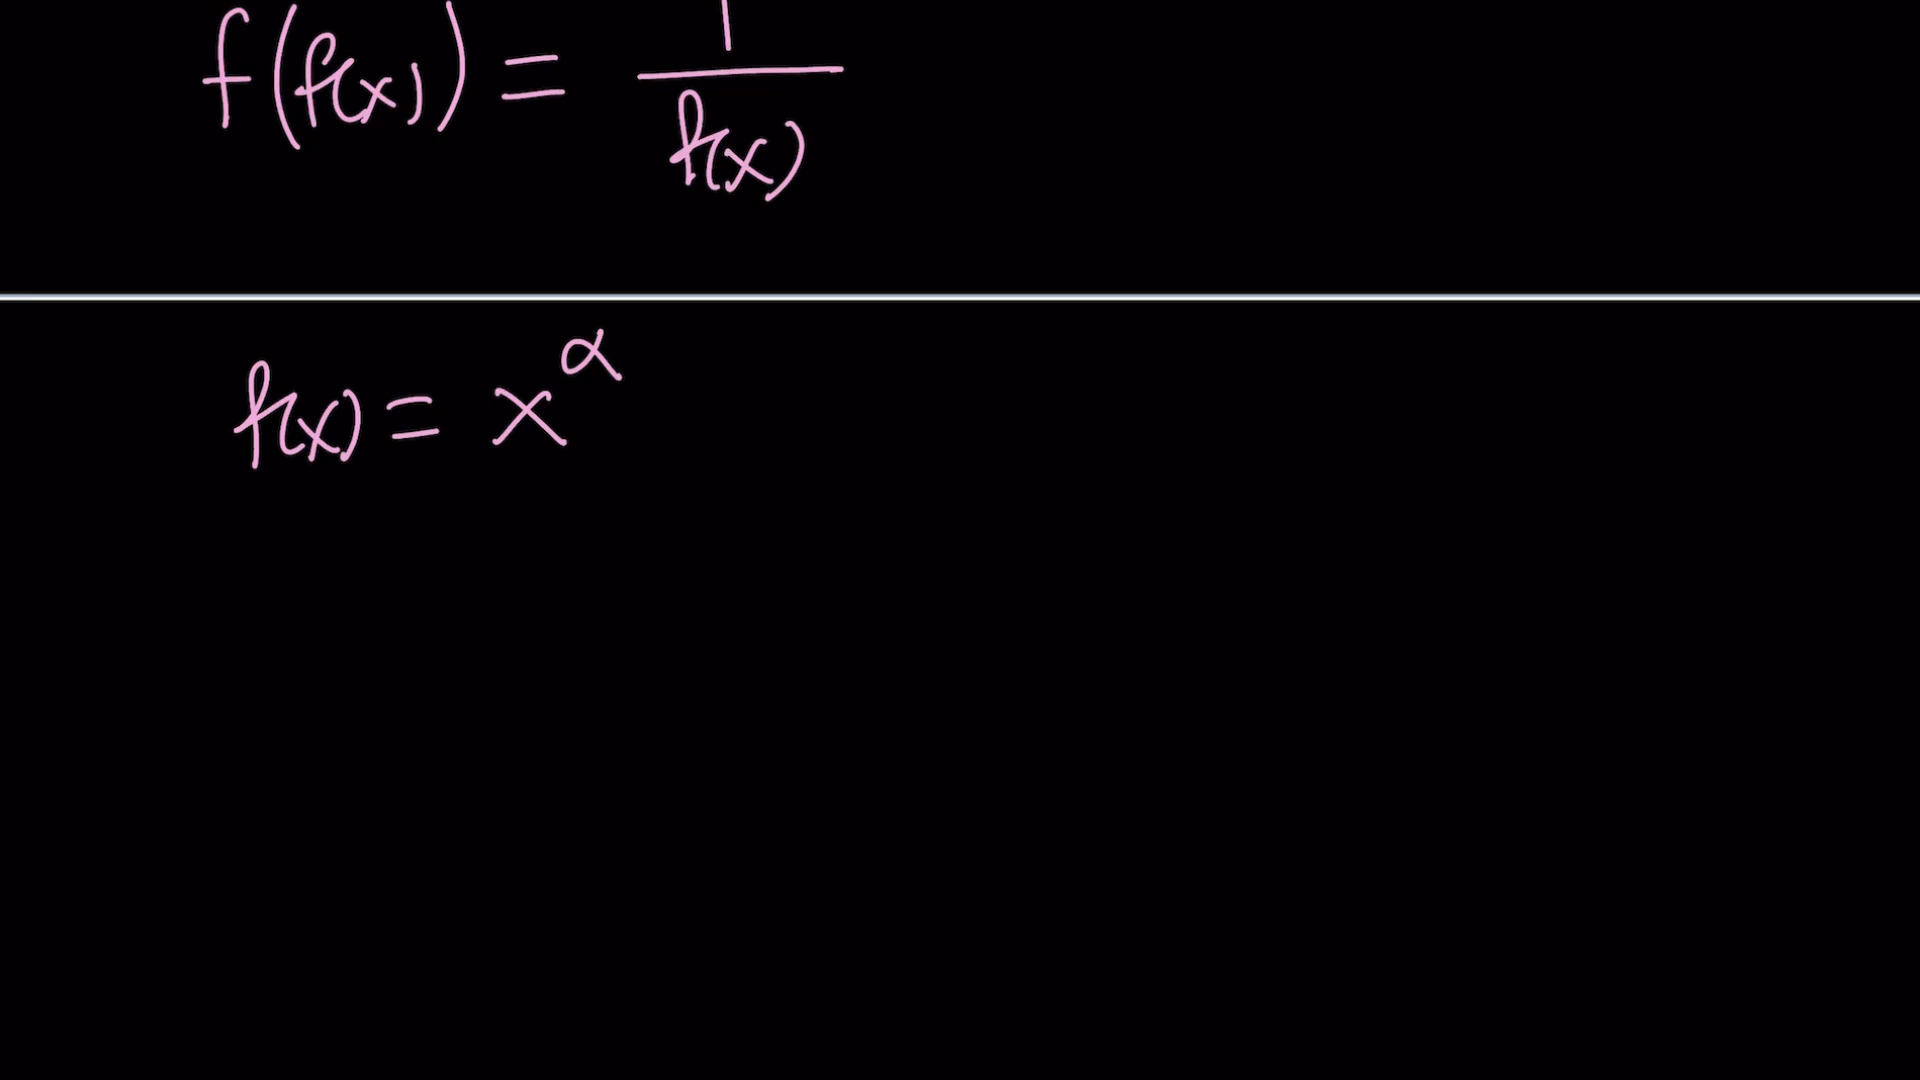 f(f(x)) = 1/f(x)
f(x) = x^α